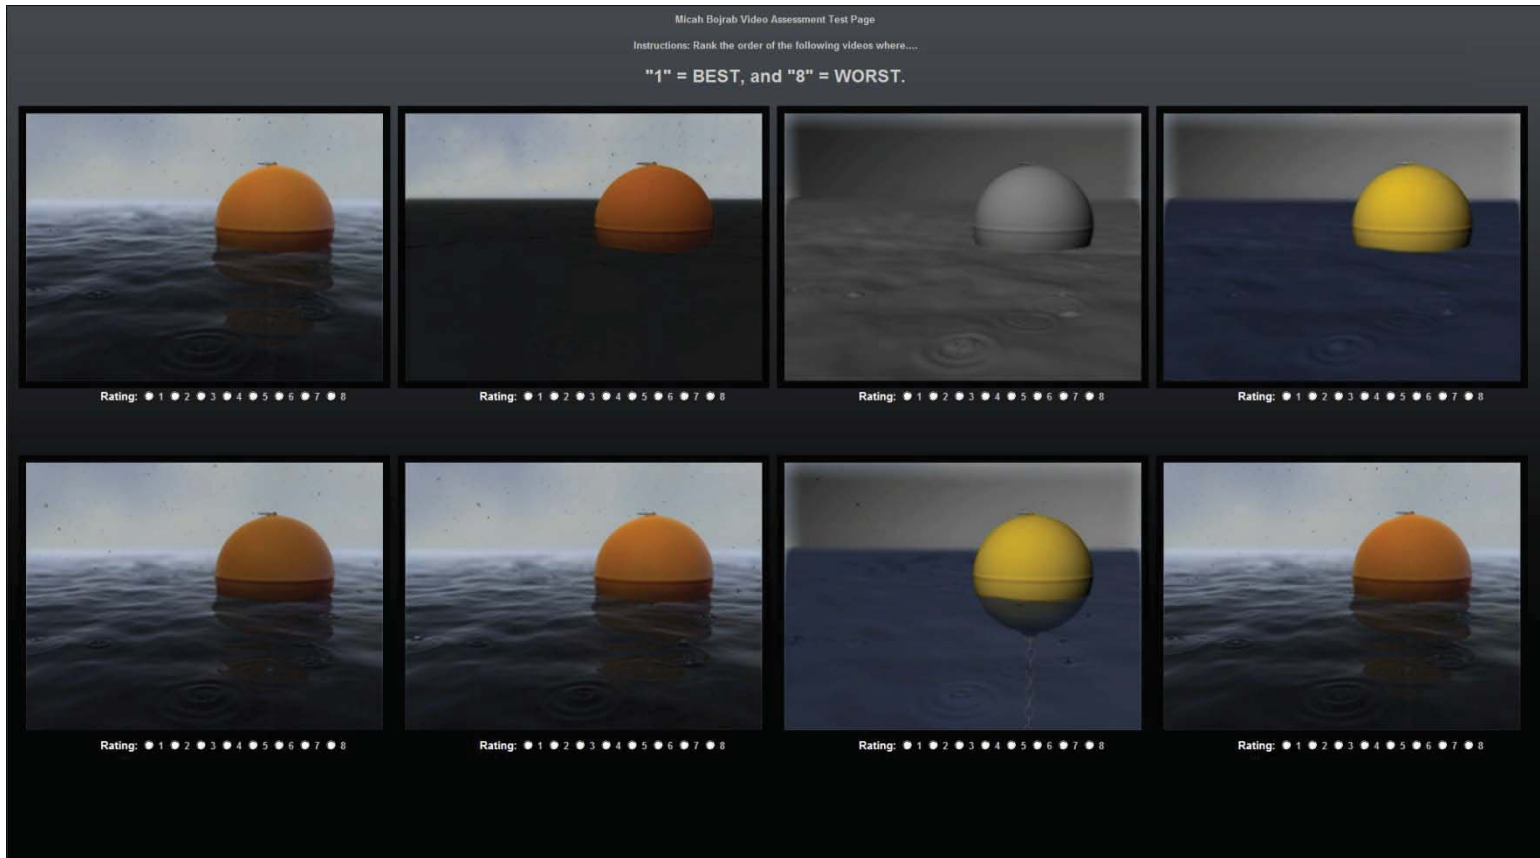 Micah Bojrab Video Assessment Test Page
Instructions: Rank the order of the following videos where....
"1" = BEST, and "8" = WORST.
Rating: 1 2 3 4 5 6 7 8
Rating: 1 2 3 4 5 6 7 8
Rating: 1 2 3 4 5 6 7 8
Rating: 1 2 3 4 5 6 7 8
Rating: 1 2 3 4 5 6 7 8
Rating: 1 2 3 4 5 6 7 8
Rating: 1 2 3 4 5 6 7 8
Rating: 1 2 3 4 5 6 7 8